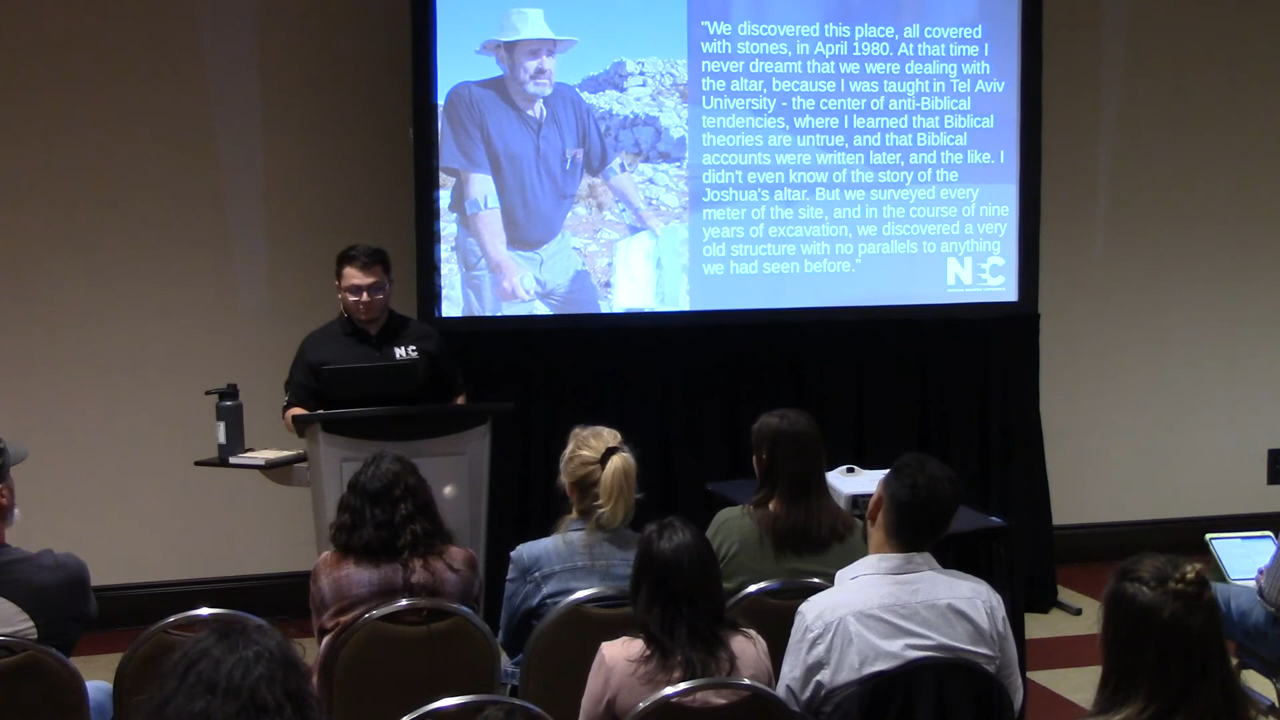 "We discovered this place, all covered
with stones, in April 1980. At that time I
never dreamt that we were dealing with
the altar, because I was taught in Tel Aviv
University - the center of anti-Biblical
tendencies, where I learned that Biblical
theories are untrue, and that Biblical
accounts were written later, and the like. I
didn't even know of the story of the
Joshua's altar. But we surveyed every
meter of the site, and in the course of nine
years of excavation, we discovered a very
old structure with no parallels to anything
we had seen before."